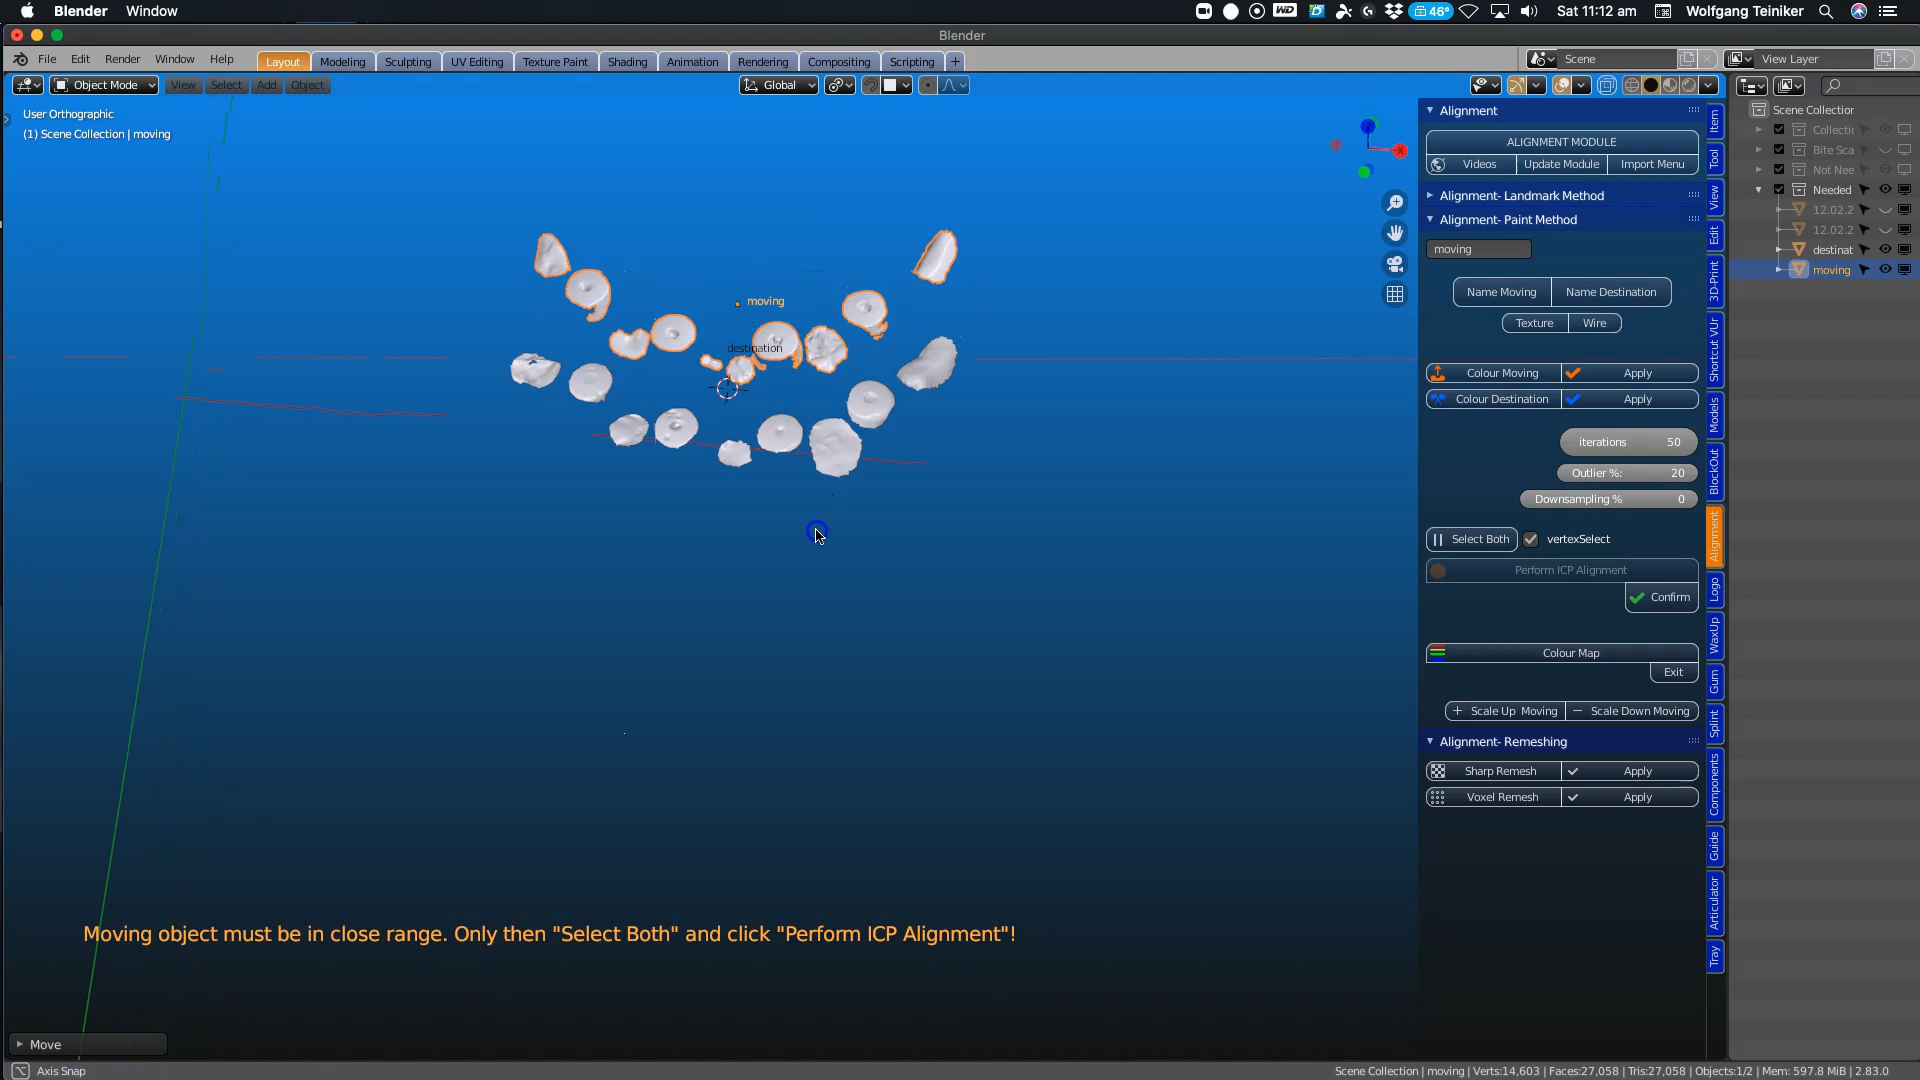 Blender Window
WD 46° Sat 11:12 am Wolfgang Teiniker
Blender
File Edit Render Window Help Layout Modeling Sculpting UV Editing Texture Paint Shading Animation Rendering Compositing Scripting + Scene View Layer
Object Mode View Select Add Object Global
User Orthographic
(1) Scene Collection | moving
moving
destination
Alignment
ALIGNMENT MODULE
Videos Update Module Import Menu
Alignment- Landmark Method
Alignment- Paint Method
moving
Name Moving Name Destination
Texture Wire
Colour Moving Apply
Colour Destination Apply
iterations 50
Outlier %: 20
Downsampling % 0
Select Both vertexSelect
Perform ICP Alignment
Confirm
Colour Map
Exit
Scale Up Moving Scale Down Moving
Alignment- Remeshing
Sharp Remesh Apply
Voxel Remesh Apply
Item
Tool
View
Edit
3D-Print
Shortcut VUr
Models
BlockOut
Alignment
Logo
WaxUp
Gum
Splint
Components
Guide
Articulator
Tray
Scene Collection
Collectic
Bite Sca
Not Nee
Needed
12.02.2
12.02.2
destinat
moving
Moving object must be in close range. Only then "Select Both" and click "Perform ICP Alignment"!
Move
Axis Snap
Scene Collection | moving | Verts:14,603 | Faces:27,058 | Tris:27,058 | Objects:1/2 | Mem: 597.8 MiB | 2.83.0